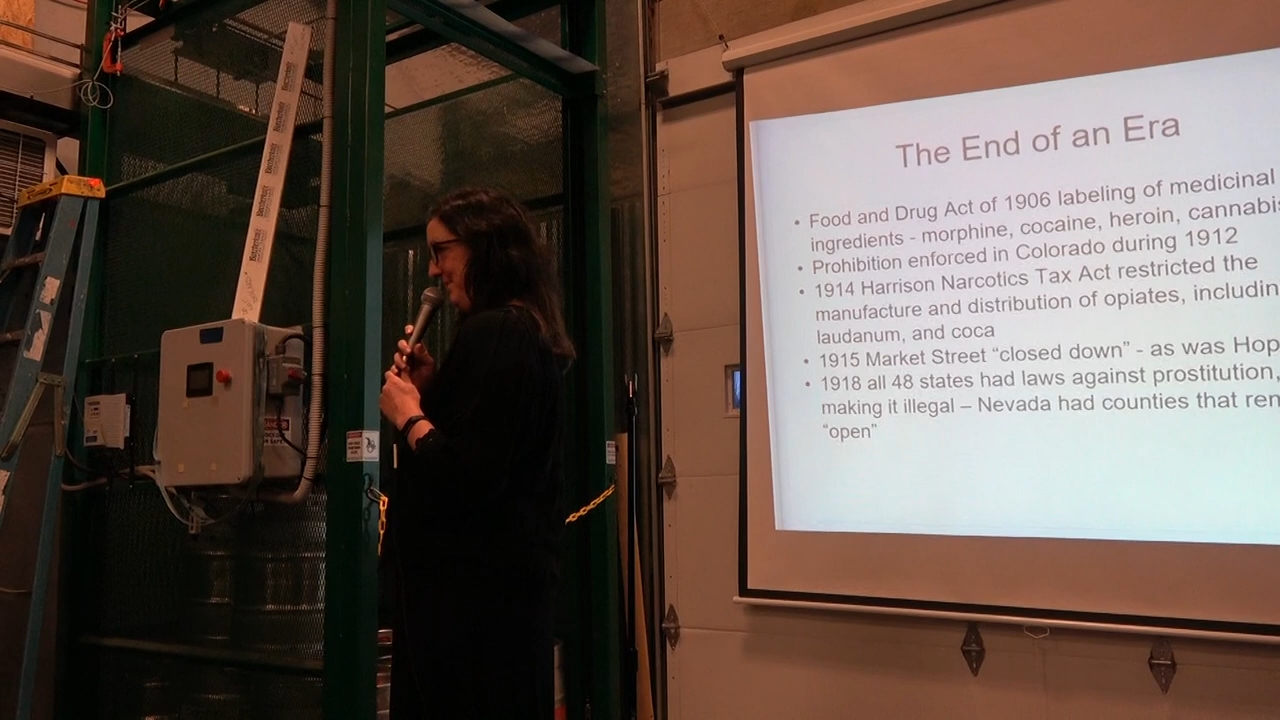 The End of an Era
• Food and Drug Act of 1906 labeling of medicinal
ingredients - morphine, cocaine, heroin, cannabis
• Prohibition enforced in Colorado during 1912
• 1914 Harrison Narcotics Tax Act restricted the
manufacture and distribution of opiates, includin
laudanum, and coca
• 1915 Market Street “closed down” - as was Hop
• 1918 all 48 states had laws against prostitution,
making it illegal – Nevada had counties that rem
“open”